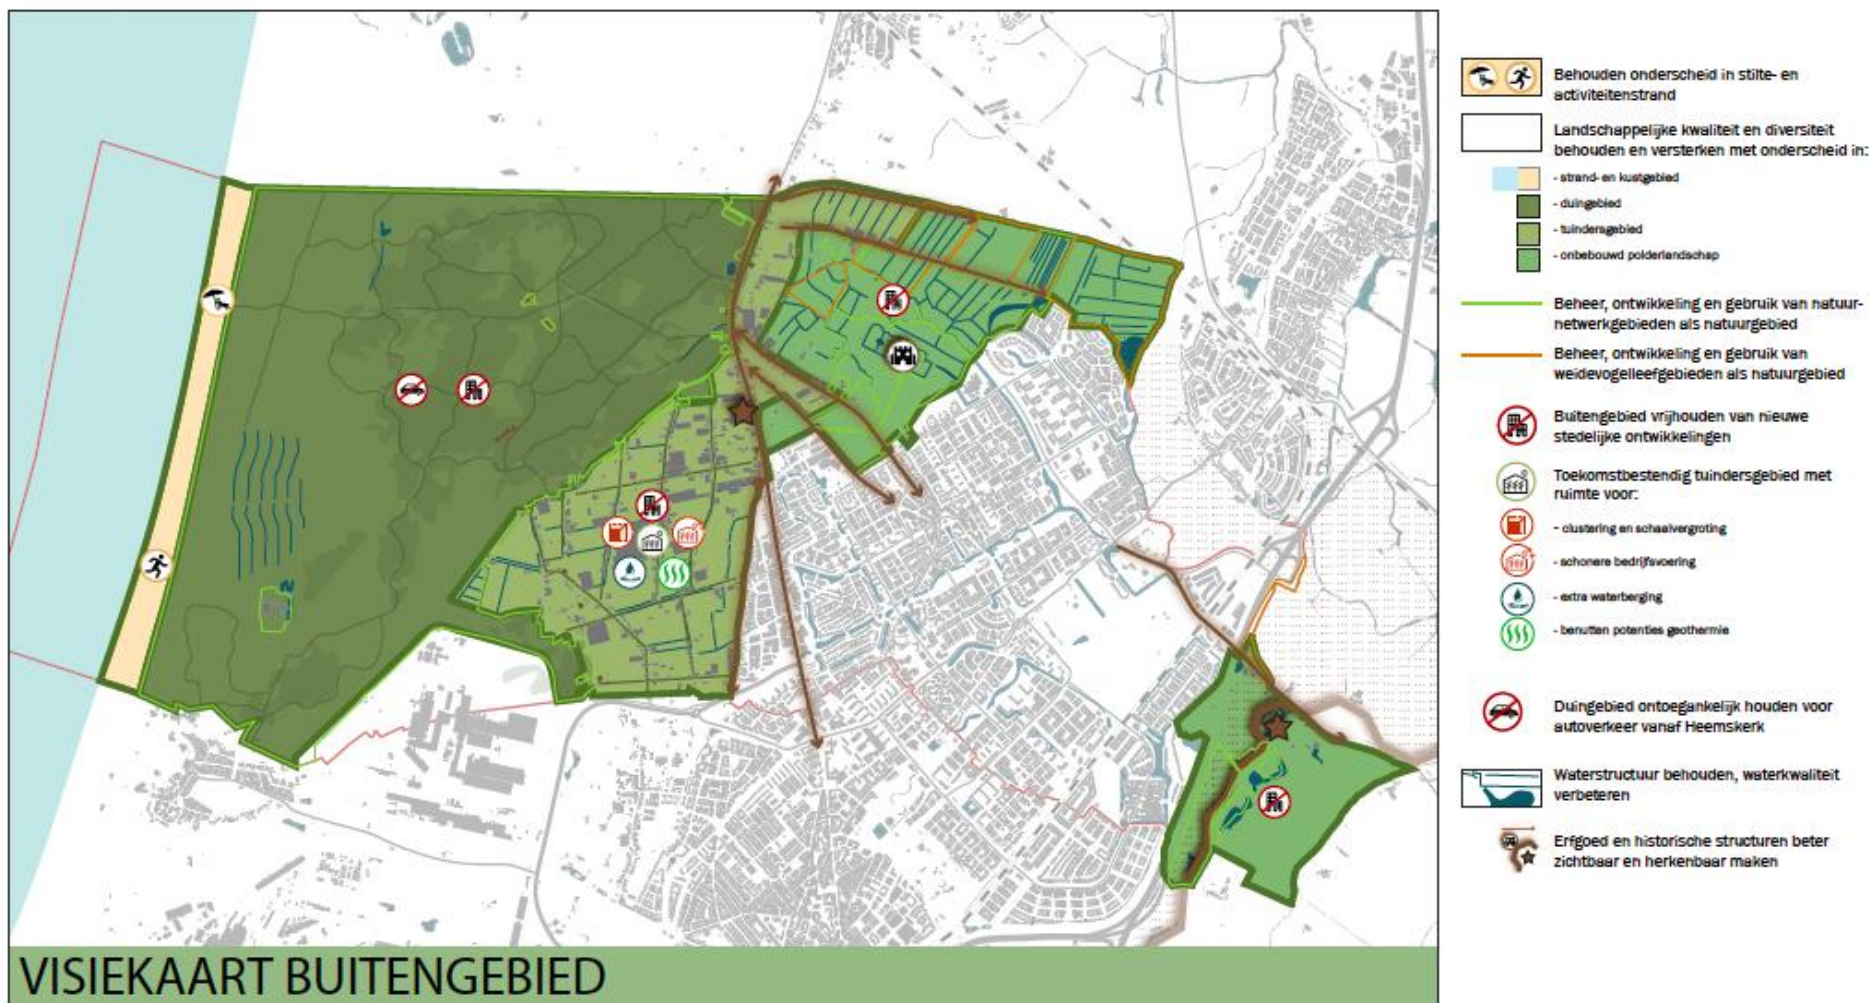 Behouden onderscheid in stilte- en
activiteitenstrand
Landschappelijke kwaliteit en diversiteit
behouden en versterken met onderscheid in:
- strand- en kustgebied
- duingebied
- tuindersgebied
- onbebouwd polderlandschap
Beheer, ontwikkeling en gebruik van natuur-
netwerkgebieden als natuurgebied
Beheer, ontwikkeling en gebruik van
weidevogelleefgebieden als natuurgebied
Buitengebied vrijhouden van nieuwe
stedelijke ontwikkelingen
Toekomstbestendig tuindersgebied met
ruimte voor:
- clustering en schaalvergroting
- schonere bedrijfsvoering
- extra waterberging
- benutten potenties geothermie
Duingebied ontoegankelijk houden voor
autoverkeer vanaf Heemskerk
Waterstructuur behouden, waterkwaliteit
verbeteren
Erfgoed en historische structuren beter
zichtbaar en herkenbaar maken
VISIEKAART BUITENGEBIED